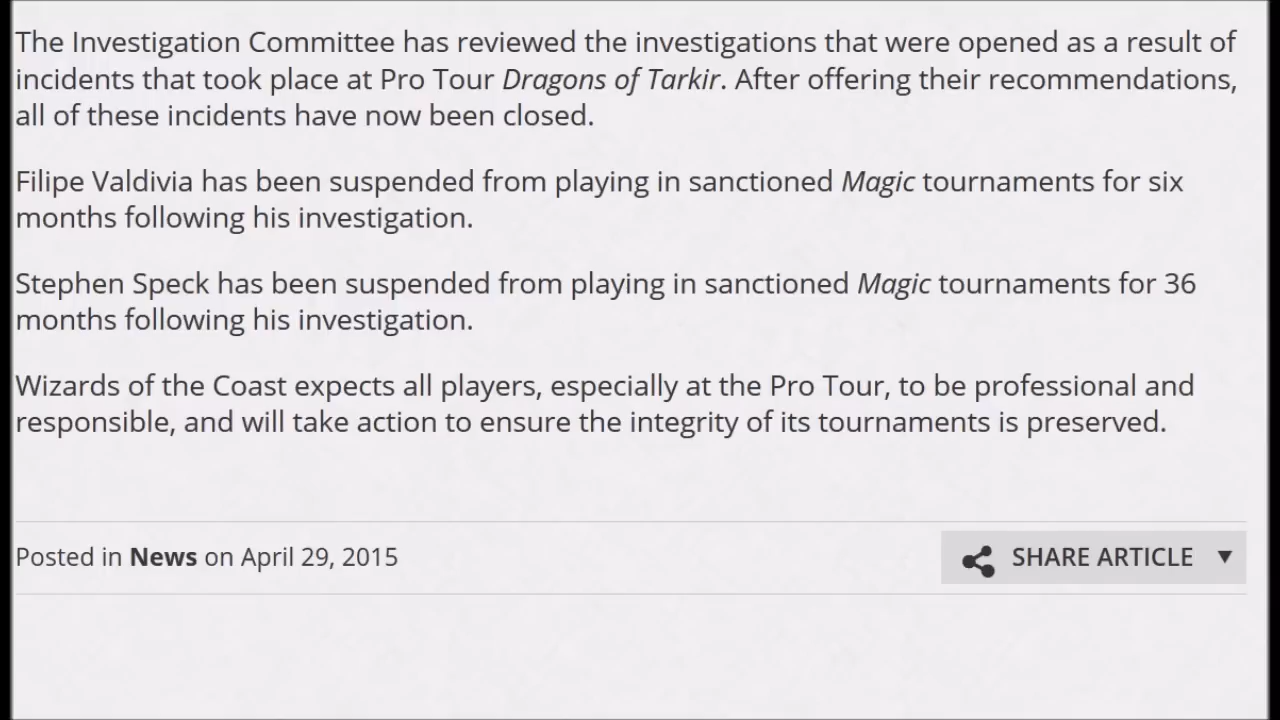 The Investigation Committee has reviewed the investigations that were opened as a result of
incidents that took place at Pro Tour Dragons of Tarkir. After offering their recommendations,
all of these incidents have now been closed.
Filipe Valdivia has been suspended from playing in sanctioned Magic tournaments for six
months following his investigation.
Stephen Speck has been suspended from playing in sanctioned Magic tournaments for 36
months following his investigation.
Wizards of the Coast expects all players, especially at the Pro Tour, to be professional and
responsible, and will take action to ensure the integrity of its tournaments is preserved.
Posted in News on April 29, 2015
SHARE ARTICLE